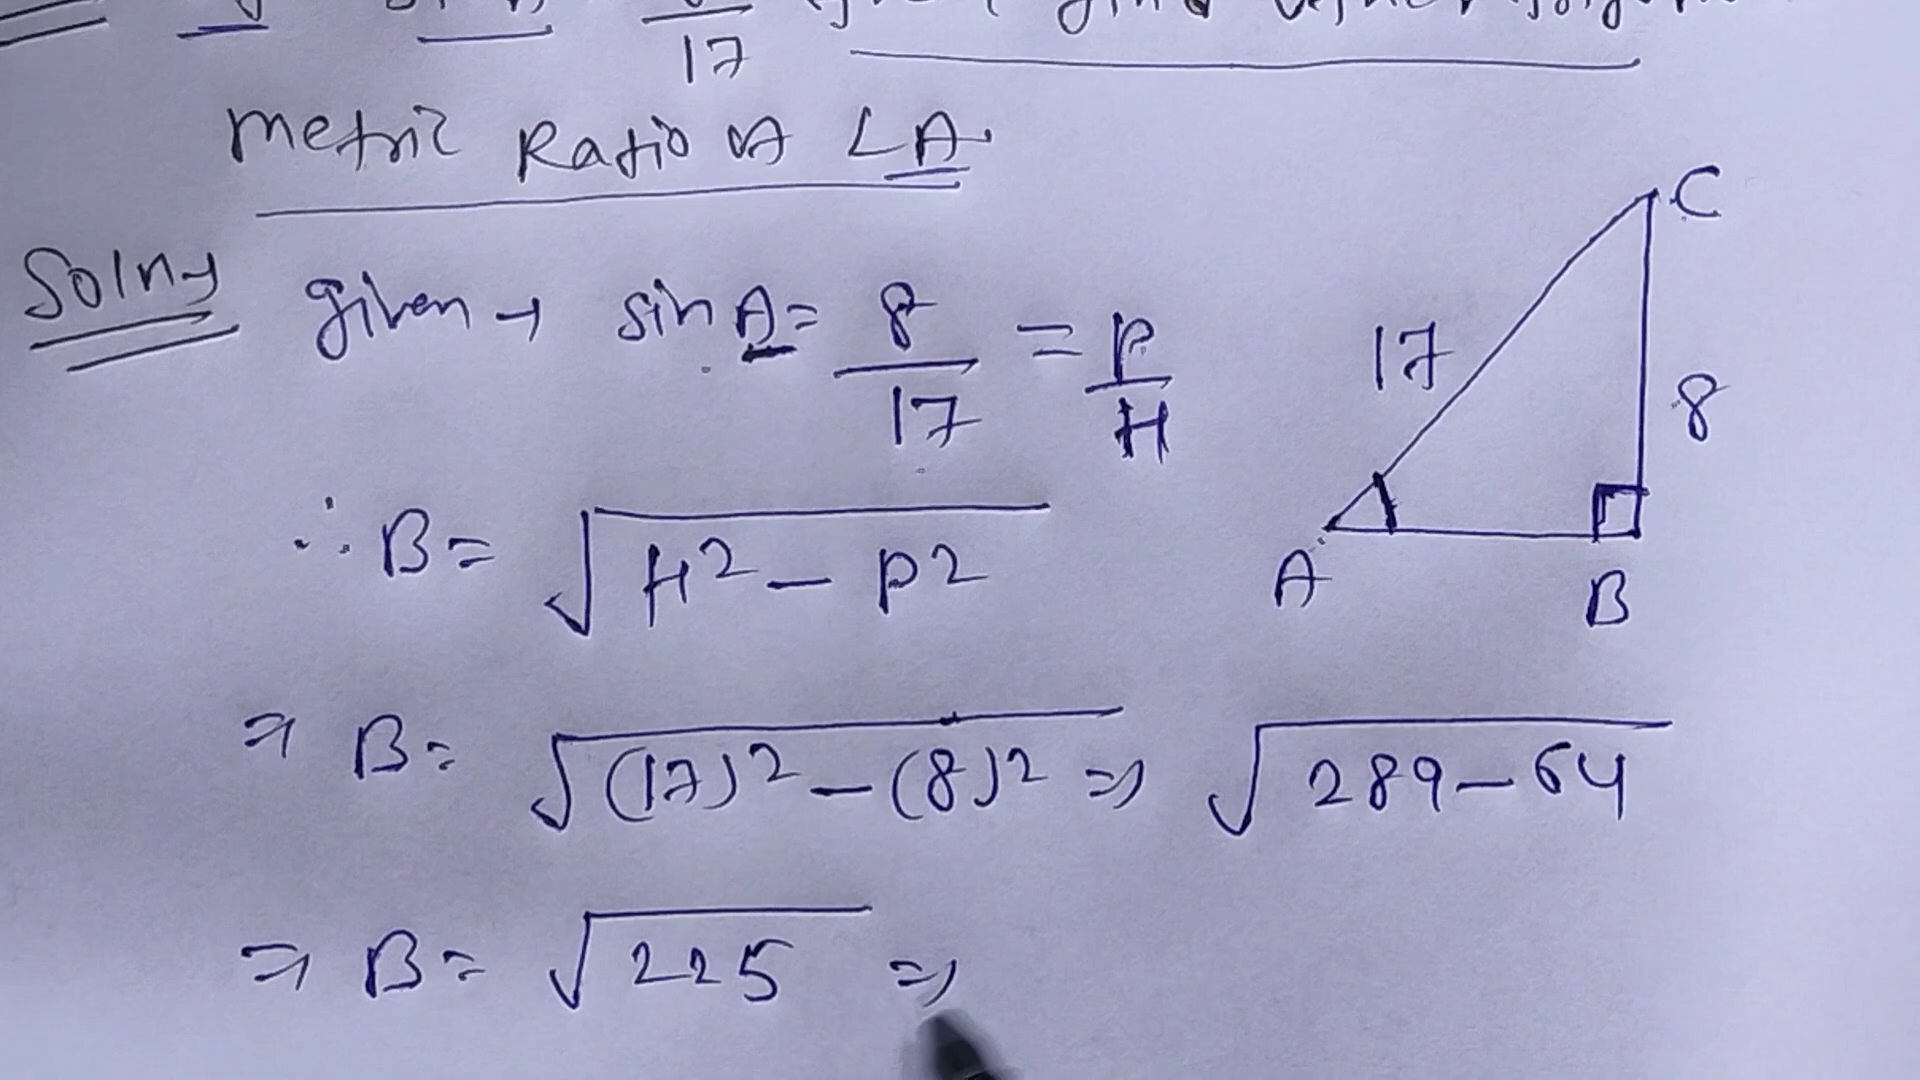 17
metric Ratio of ∠A.
Soln→ given → sin A = 8/17 = P/H
∴ B = √(H² - P²)
⇒ B = √((17)² - (8)²) ⇒ √(289 - 64)
⇒ B = √225 ⇒
C
17
8
A
B